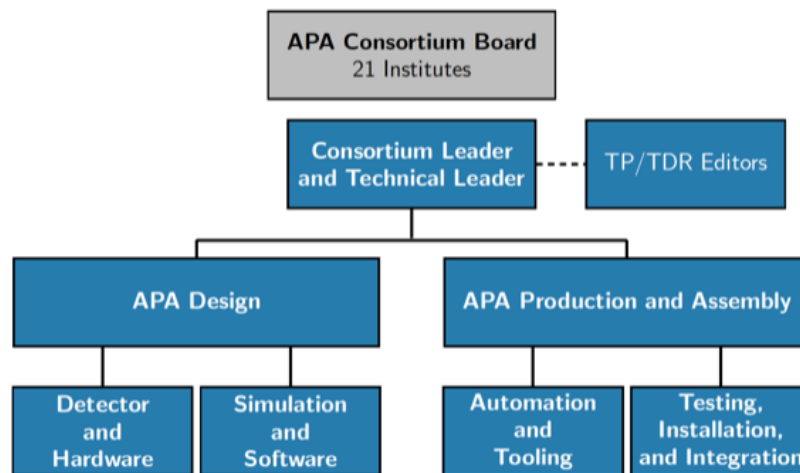 APA Consortium Board
21 Institutes
Consortium Leader
and Technical Leader
TP/TDR Editors
APA Design
APA Production and Assembly
Detector
and
Hardware
Simulation
and
Software
Automation
and
Tooling
Testing,
Installation,
and Integration